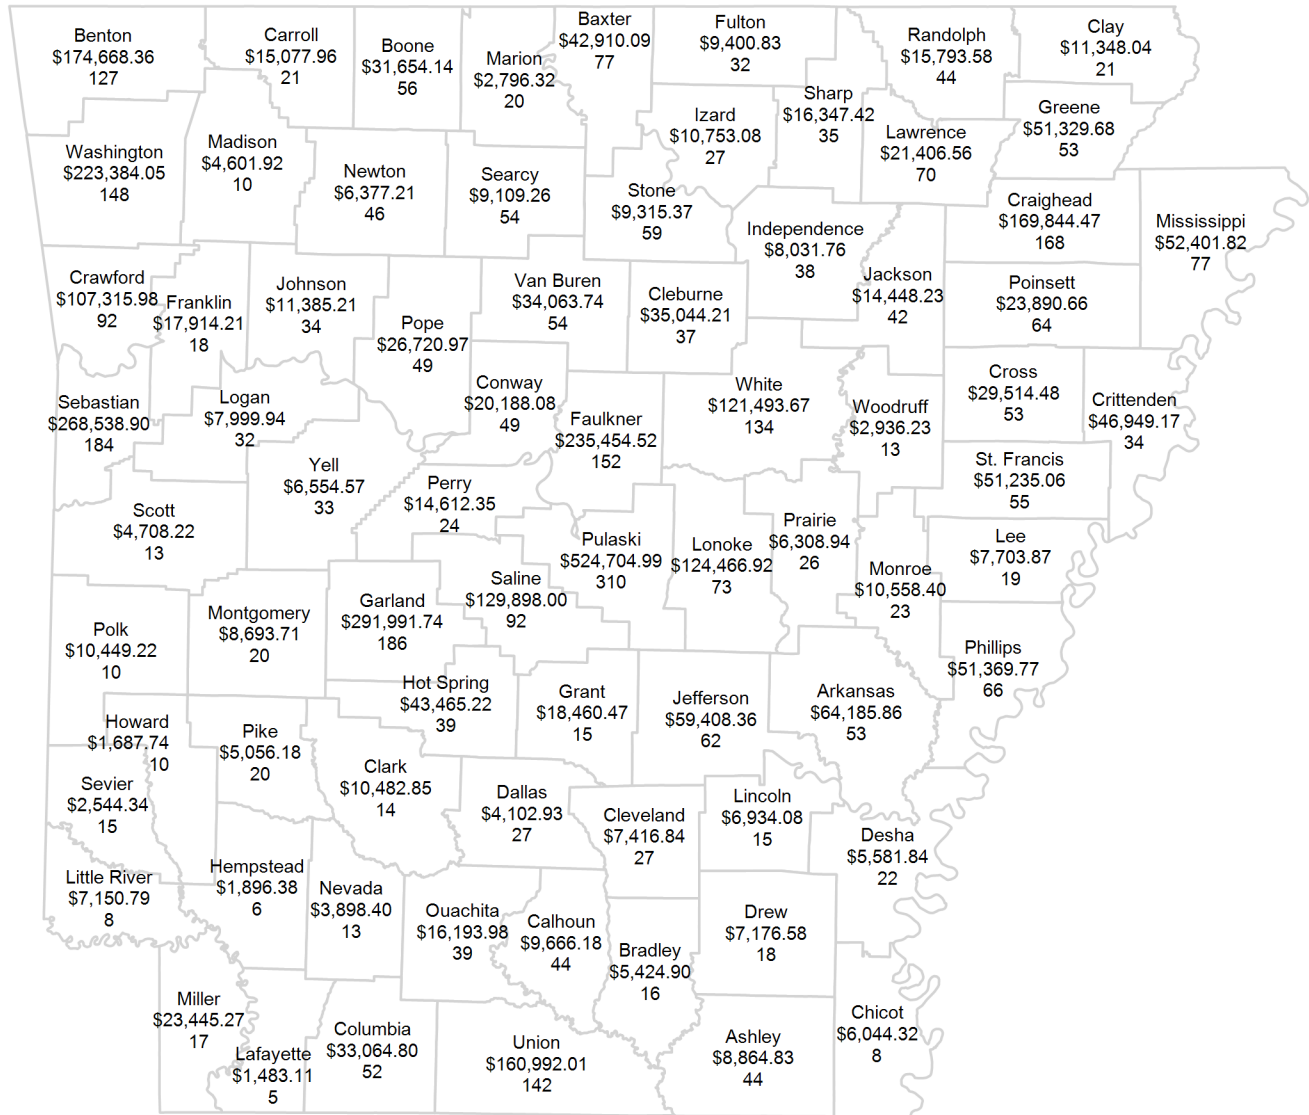 Benton
$174,668.36
127
Carroll
$15,077.96
21
Boone
$31,654.14
56
Marion
$2,796.32
20
Baxter
$42,910.09
77
Fulton
$9,400.83
32
Sharp
$16,347.42
35
Randolph
$15,793.58
44
Clay
$11,348.04
21
Washington
$223,384.05
148
Madison
$4,601.92
10
Newton
$6,377.21
46
Searcy
$9,109.26
54
Stone
$9,315.37
59
Izard
$10,753.08
27
Lawrence
$21,406.56
70
Greene
$51,329.68
53
Independence
$8,031.76
38
Jackson
$14,448.23
42
Craighead
$169,844.47
168
Mississippi
$52,401.82
77
Crawford
$107,315.98
92
Franklin
$17,914.21
18
Johnson
$11,385.21
34
Pope
$26,720.97
49
Van Buren
$34,063.74
54
Cleburne
$35,044.21
37
Poinsett
$23,890.66
64
Sebastian
$268,538.90
184
Logan
$7,999.94
32
Conway
$20,188.08
49
Faulkner
$235,454.52
152
White
$121,493.67
134
Woodruff
$2,936.23
13
Cross
$29,514.48
53
Crittenden
$46,949.17
34
Scott
$4,708.22
13
Yell
$6,554.57
33
Perry
$14,612.35
24
St. Francis
$51,235.06
55
Pulaski
$524,704.99
310
Lonoke
$124,466.92
73
Prairie
$6,308.94
26
Monroe
$10,558.40
23
Lee
$7,703.87
19
Polk
$10,449.22
10
Montgomery
$8,693.71
20
Garland
$291,991.74
186
Saline
$129,898.00
92
Phillips
$51,369.77
66
Hot Spring
$43,465.22
39
Grant
$18,460.47
15
Jefferson
$59,408.36
62
Arkansas
$64,185.86
53
Howard
$1,687.74
10
Pike
$5,056.18
20
Clark
$10,482.85
14
Sevier
$2,544.34
15
Dallas
$4,102.93
27
Cleveland
$7,416.84
27
Lincoln
$6,934.08
15
Desha
$5,581.84
22
Little River
$7,150.79
8
Hempstead
$1,896.38
6
Nevada
$3,898.40
13
Ouachita
$16,193.98
39
Calhoun
$9,666.18
44
Bradley
$5,424.90
16
Drew
$7,176.58
18
Miller
$23,445.27
17
Lafayette
$1,483.11
5
Columbia
$33,064.80
52
Union
$160,992.01
142
Ashley
$8,864.83
44
Chicot
$6,044.32
8